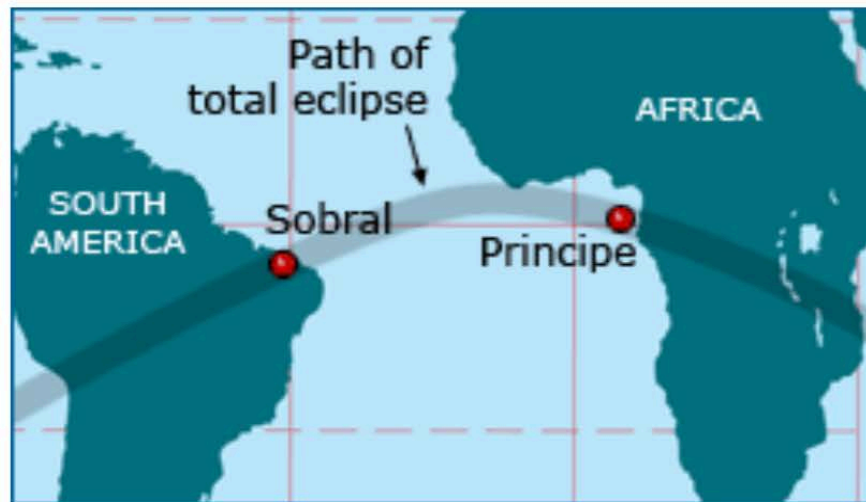 Path of
total eclipse
AFRICA
SOUTH
AMERICA
Sobral
Principe